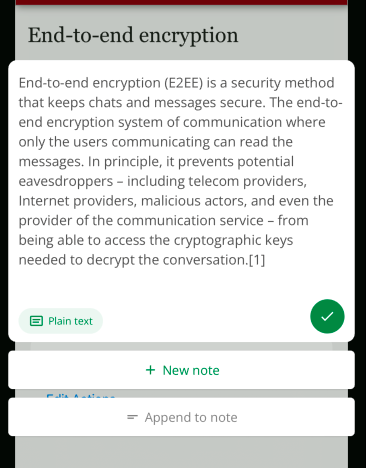 End-to-end encryption
End-to-end encryption (E2EE) is a security method
that keeps chats and messages secure. The end-to-
end encryption system of communication where
only the users communicating can read the
messages. In principle, it prevents potential
eavesdroppers – including telecom providers,
Internet providers, malicious actors, and even the
provider of the communication service – from
being able to access the cryptographic keys
needed to decrypt the conversation.[1]
Plain text
New note
Edit Actions
Append to note